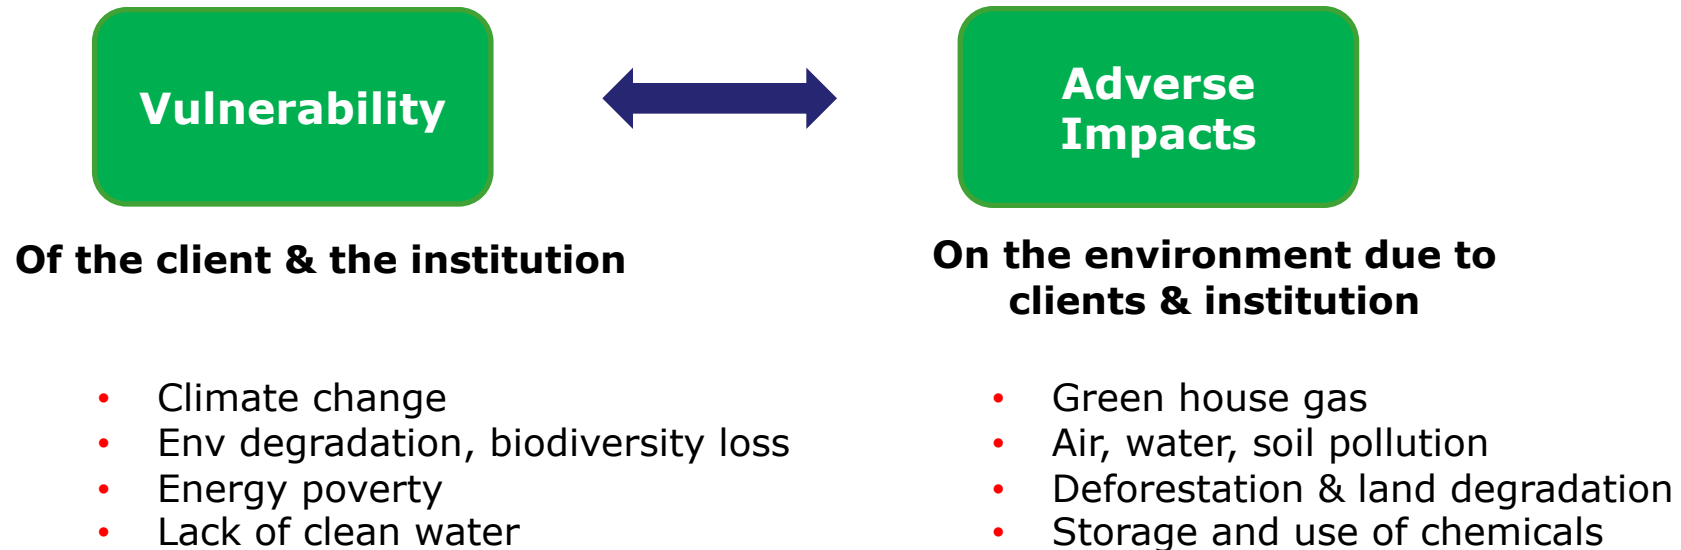 Vulnerability
Adverse
Impacts
Of the client & the institution
On the environment due to
clients & institution
• Climate change
• Env degradation, biodiversity loss
• Energy poverty
• Lack of clean water
• Green house gas
• Air, water, soil pollution
• Deforestation & land degradation
• Storage and use of chemicals